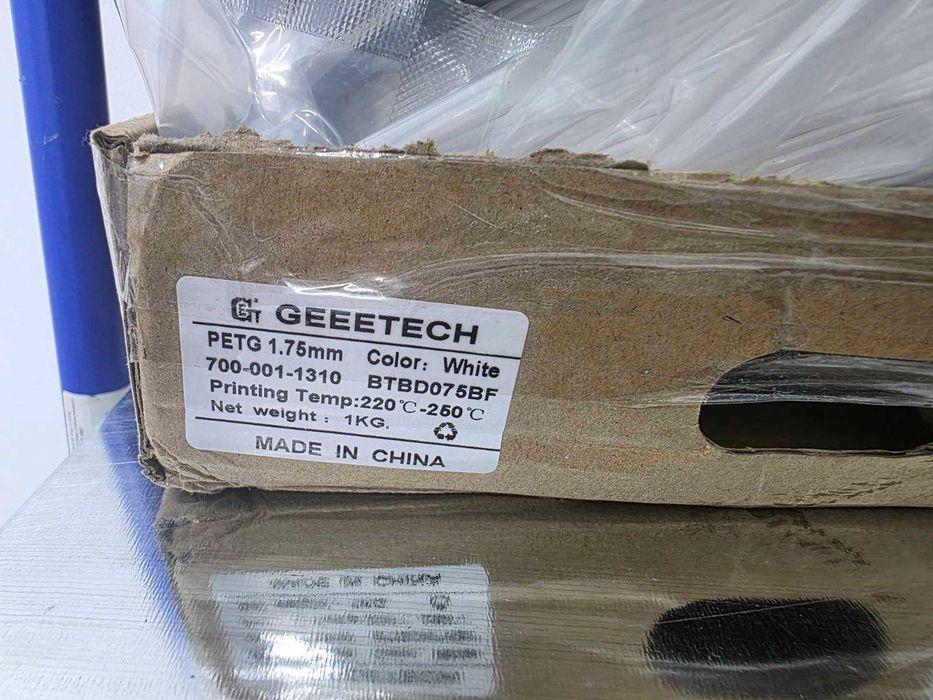 GEEETECH
PETG 1.75mm Color: White
700-001-1310 BTBD075BF
Printing Temp:220℃-250℃
Net weight: 1KG.
MADE IN CHINA